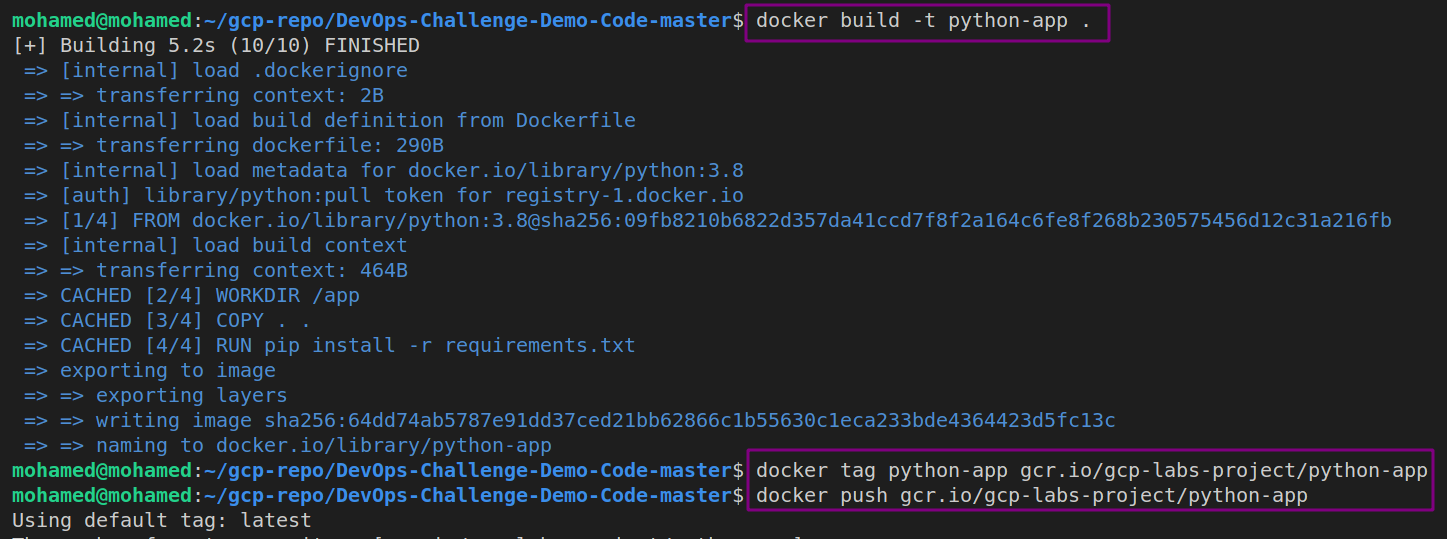 mohamed@mohamed:~/gcp-repo/DevOps-Challenge-Demo-Code-master$ docker build -t python-app .
[+] Building 5.2s (10/10) FINISHED
=> [internal] load .dockerignore
=> => transferring context: 2B
=> [internal] load build definition from Dockerfile
=> => transferring dockerfile: 290B
=> [internal] load metadata for docker.io/library/python:3.8
=> [auth] library/python:pull token for registry-1.docker.io
=> [1/4] FROM docker.io/library/python:3.8@sha256:09fb8210b6822d357da41ccd7f8f2a164c6fe8f268b230575456d12c31a216fb
=> [internal] load build context
=> => transferring context: 464B
=> CACHED [2/4] WORKDIR /app
=> CACHED [3/4] COPY . .
=> CACHED [4/4] RUN pip install -r requirements.txt
=> exporting to image
=> => exporting layers
=> => writing image sha256:64dd74ab5787e91dd37ced21bb62866c1b55630c1eca233bde4364423d5fc13c
=> => naming to docker.io/library/python-app
mohamed@mohamed:~/gcp-repo/DevOps-Challenge-Demo-Code-master$ docker tag python-app gcr.io/gcp-labs-project/python-app
mohamed@mohamed:~/gcp-repo/DevOps-Challenge-Demo-Code-master$ docker push gcr.io/gcp-labs-project/python-app
Using default tag: latest